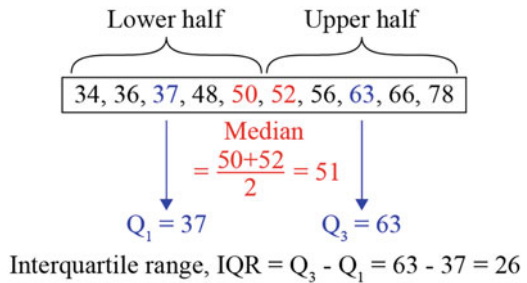 Lower half Upper half
34, 36, 37, 48, 50, 52, 56, 63, 66, 78
Median
= 50+52 / 2 = 51
Q₁ = 37 Q₃ = 63
Interquartile range, IQR = Q₃ - Q₁ = 63 - 37 = 26